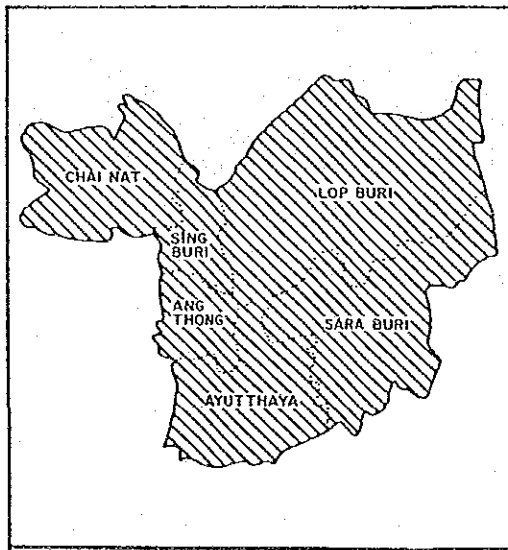 CHAI NAT
LOP BURI
SING
BURI
ANG
THONG
SARA BURI
AYUTTHAYA